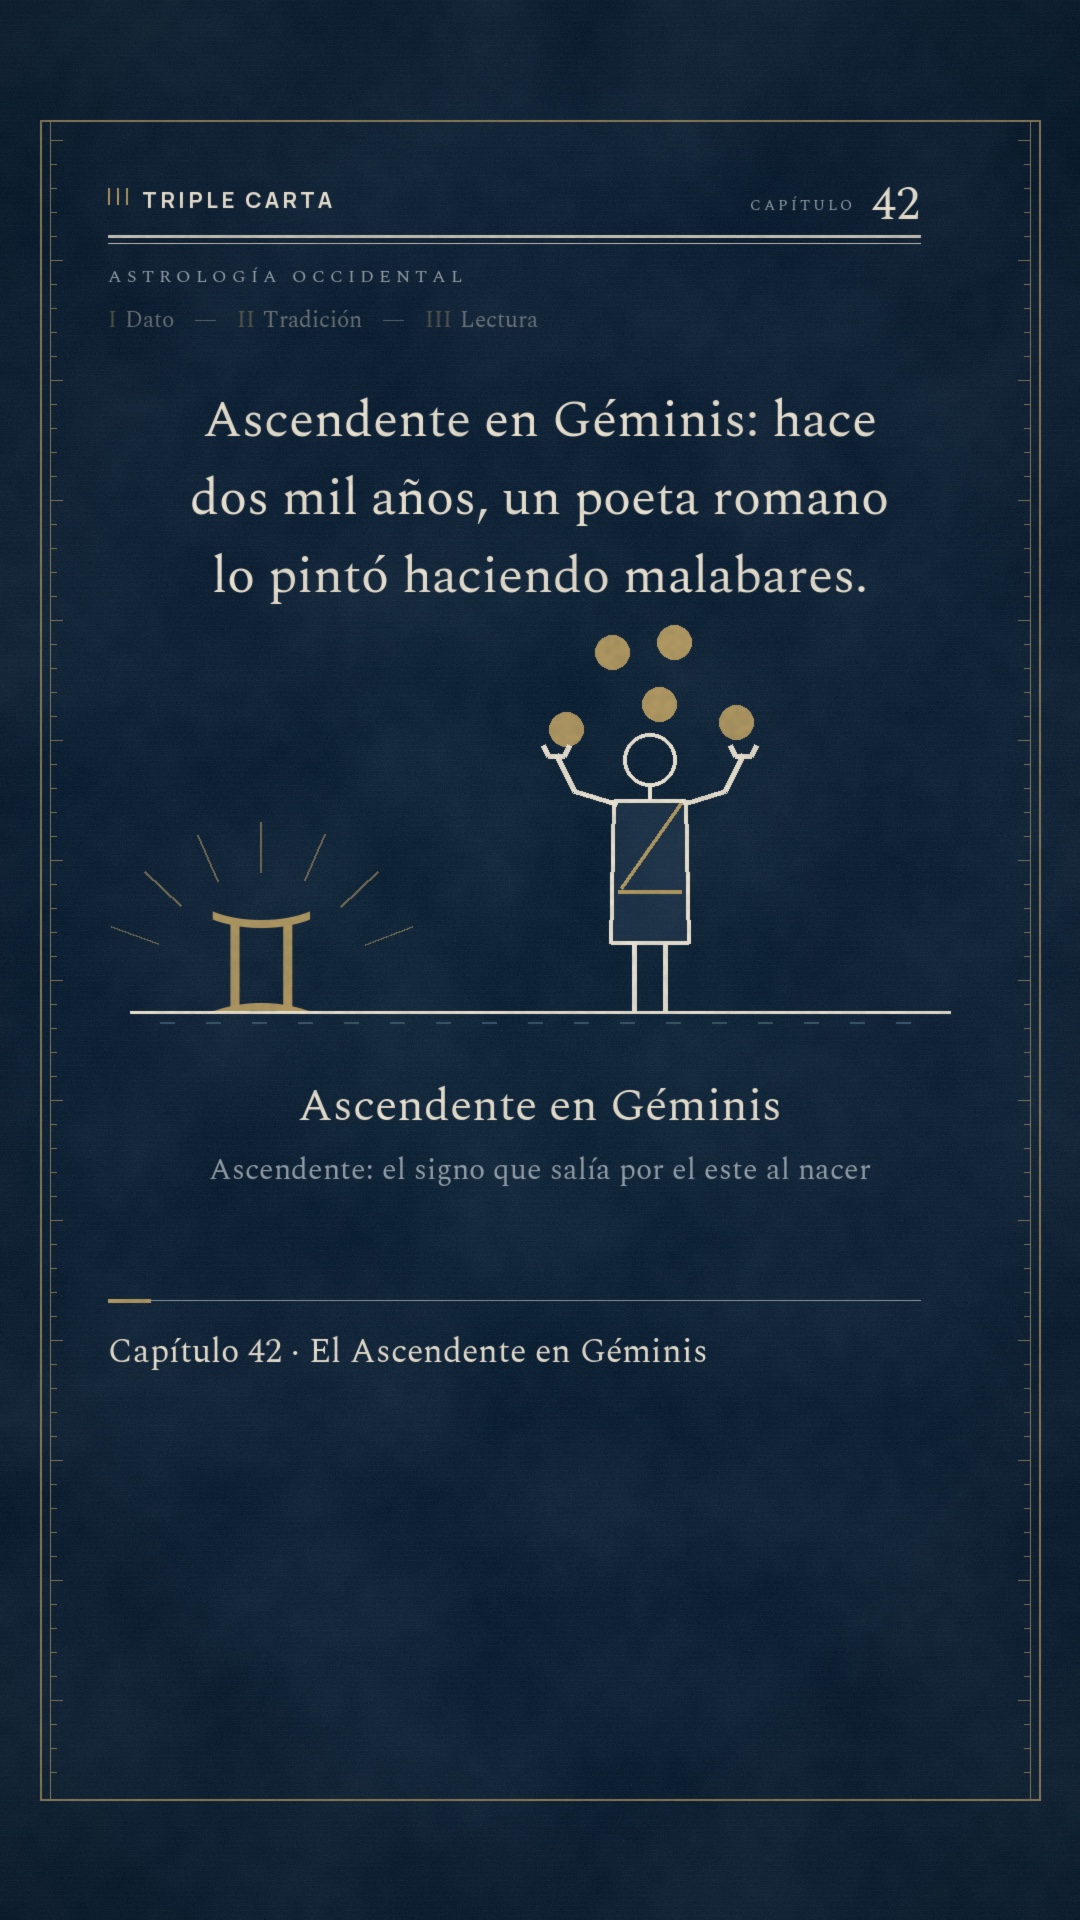 TRIPLE CARTA
CAPÍTULO 42
ASTROLOGÍA OCCIDENTAL
I Dato — II Tradición — III Lectura
Ascendente en Géminis: hace
dos mil años, un poeta romano
lo pintó haciendo malabares.
Ascendente en Géminis
Ascendente: el signo que salía por el este al nacer
Capítulo 42 · El Ascendente en Géminis